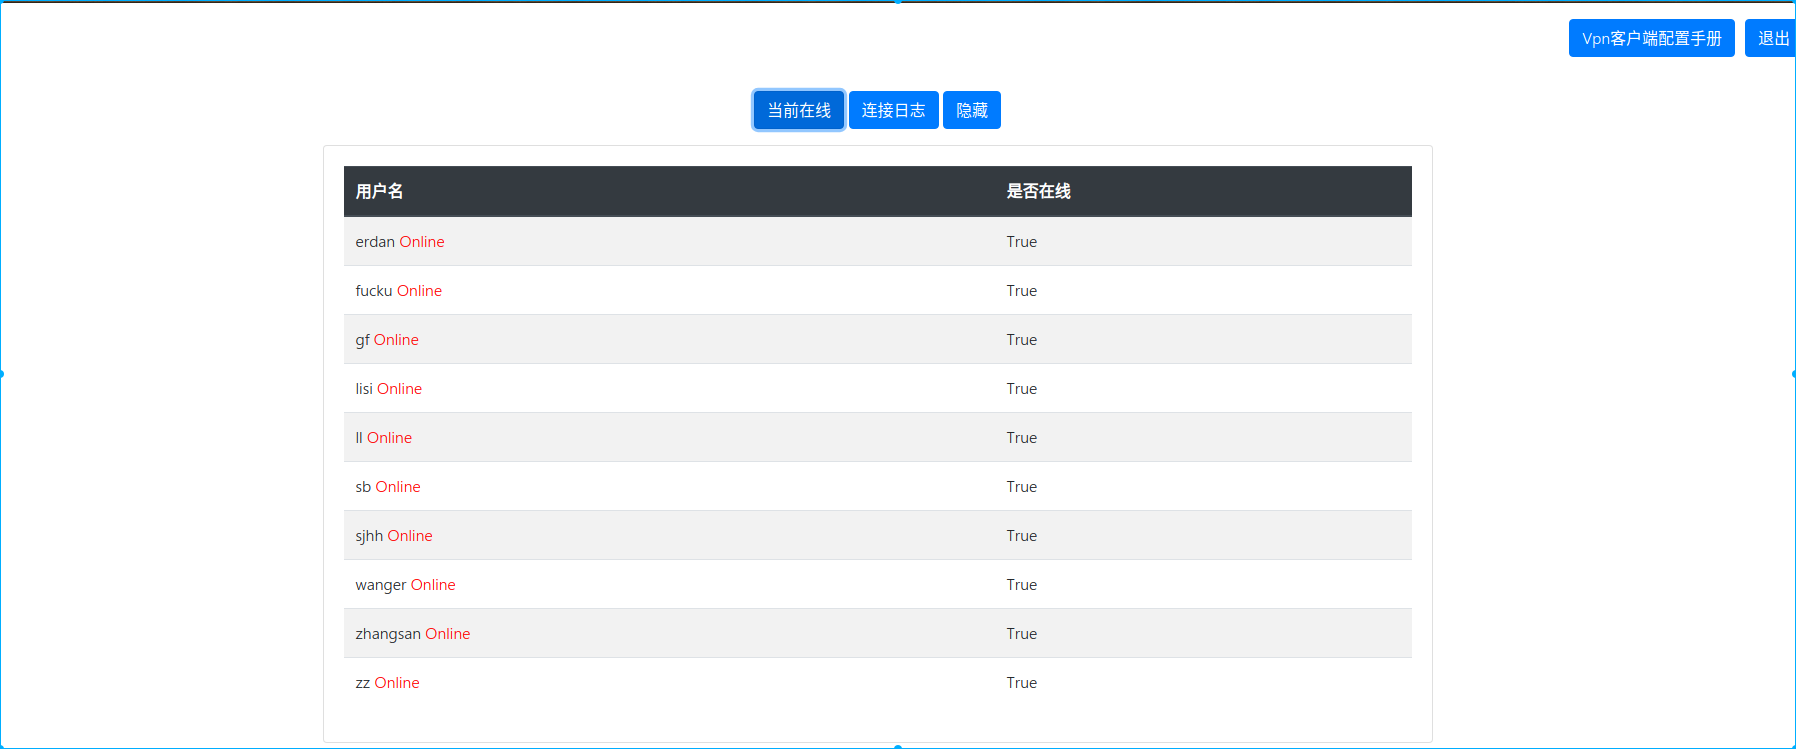 Vpn客户端配置手册 退出
当前在线 连接日志 隐藏
用户名 是否在线
erdan Online True
fucku Online True
gf Online True
lisi Online True
ll Online True
sb Online True
sjhh Online True
wanger Online True
zhangsan Online True
zz Online True